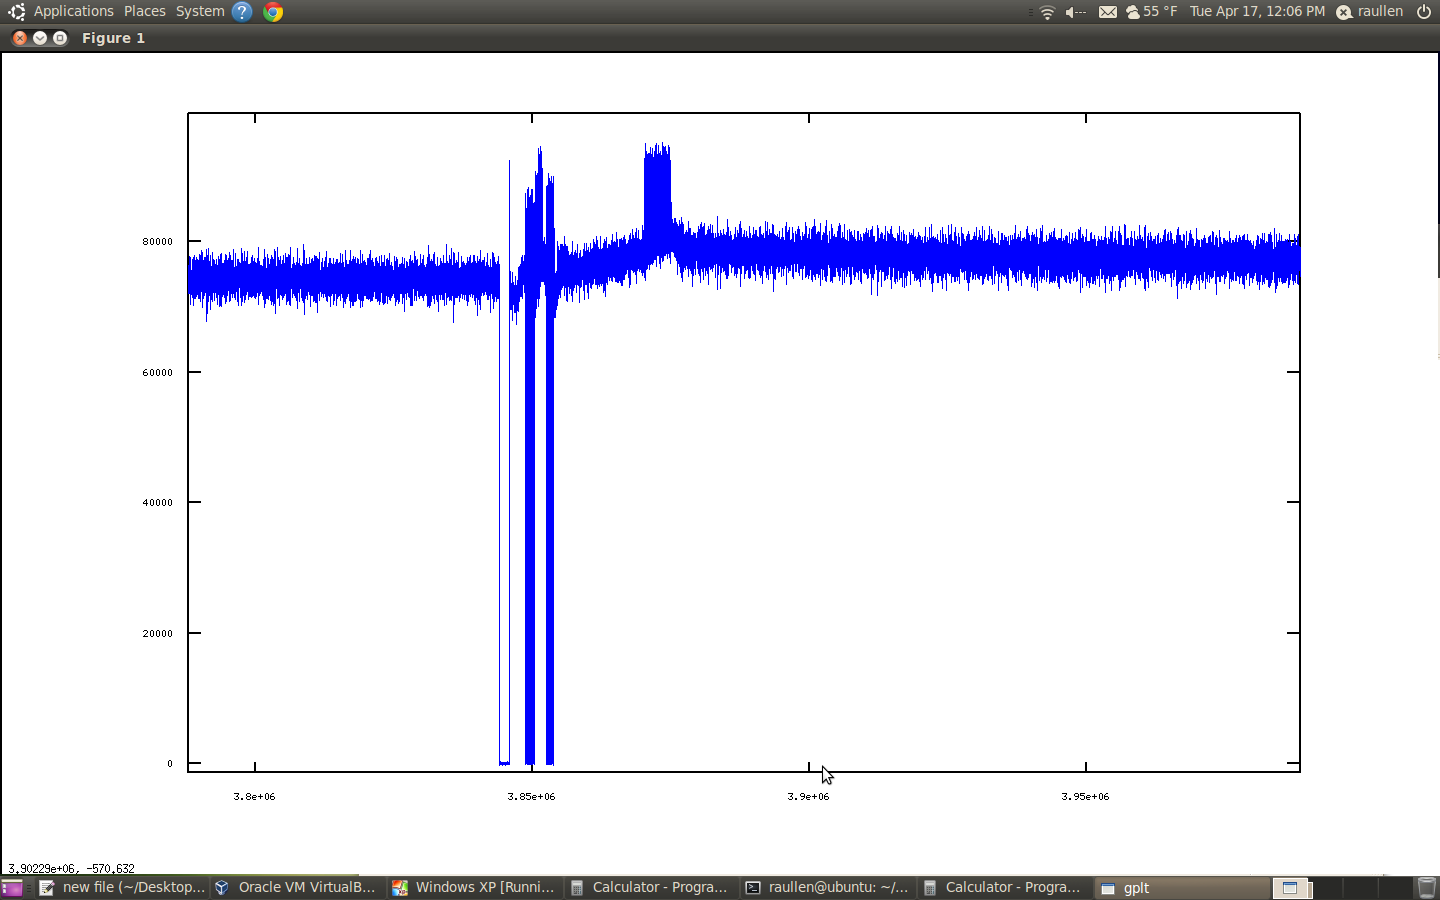 Applications Places System ? 55 °F Tue Apr 17, 12:06 PM raullen
Figure 1
80000
60000
40000
20000
0
3.8e+06 3.85e+06 3.9e+06 3.95e+06
3.90229e+06, -570.632
new file (~/Desktop... Oracle VM VirtualB... Windows XP [Runni... Calculator - Progra... raullen@ubuntu: ~/... Calculator - Progra... gplt